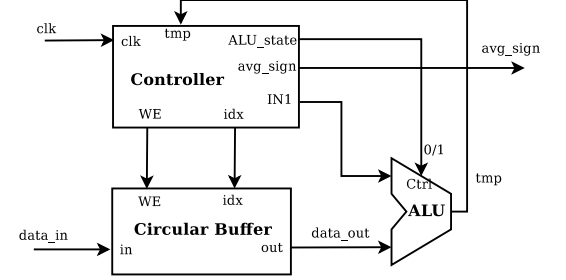 clk
clk
tmp
ALU_state
avg_sign
avg_sign
Controller
IN1
WE
idx
0/1
Ctrl
tmp
WE
idx
ALU
data_in
Circular Buffer
data_out
in
out